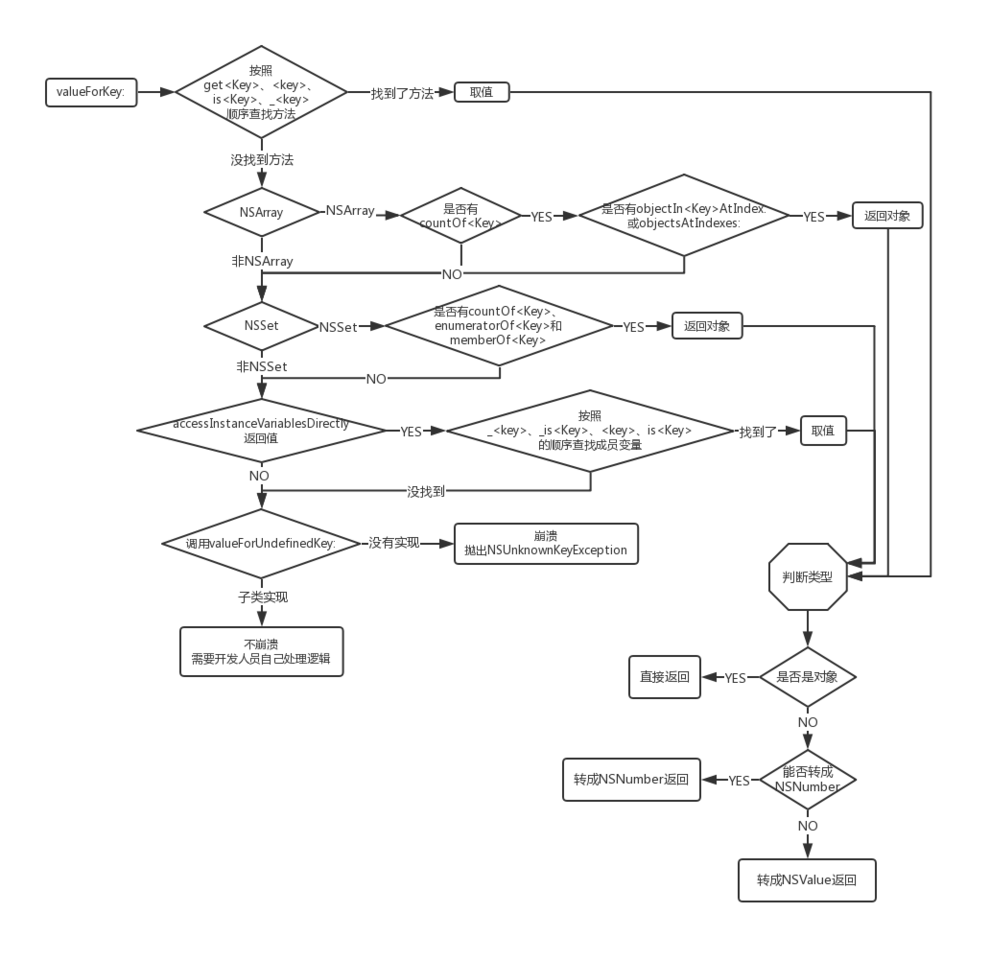 valueForKey:
按照
get<Key>、<key>、
is<Key>、_<key>
顺序查找方法
找到了方法
取值
没找到方法
NSArray
NSArray
是否有
countOf<Key>
YES
是否有objectIn<Key>AtIndex:
或objectsAtIndexes:
YES
返回对象
非NSArray
NO
NSSet
NSSet
是否有countOf<Key>、
enumeratorOf<Key>和
memberOf<Key>
YES
返回对象
非NSSet
NO
accessInstanceVariablesDirectly
返回值
YES
按照
_<key>、_is<Key>、<key>、is<Key>
的顺序查找成员变量
找到了
取值
NO
没找到
调用valueForUndefinedKey:
没有实现
崩溃
抛出NSUnknownKeyException
子类实现
不崩溃
需要开发人员自己处理逻辑
判断类型
是否是对象
YES
直接返回
NO
能否转成
NSNumber
YES
转成NSNumber返回
NO
转成NSValue返回